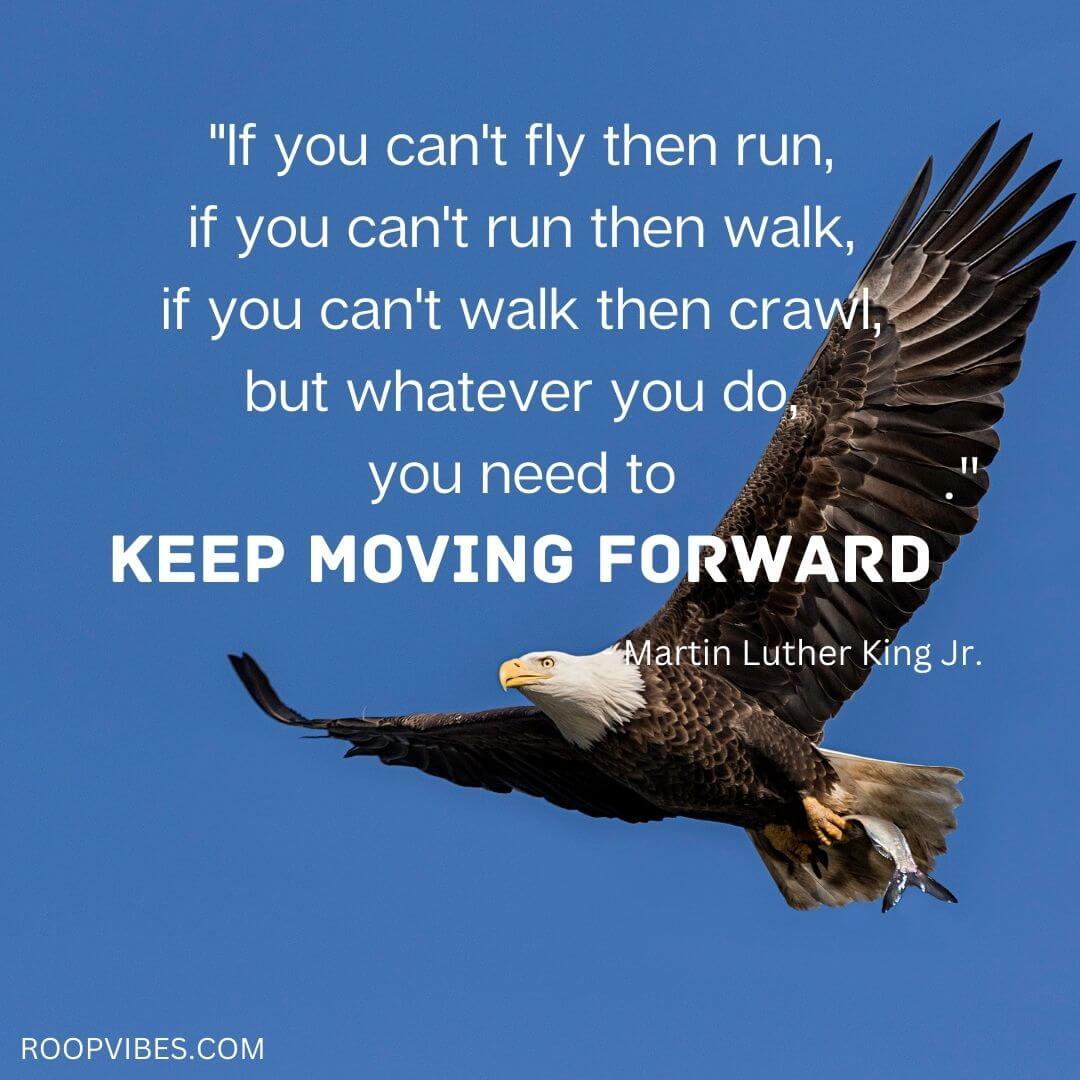 "If you can't fly then run,
if you can't run then walk,
if you can't walk then crawl,
but whatever you do,
you need to ."
KEEP MOVING FORWARD
- Martin Luther King Jr.
ROOPVIBES.COM